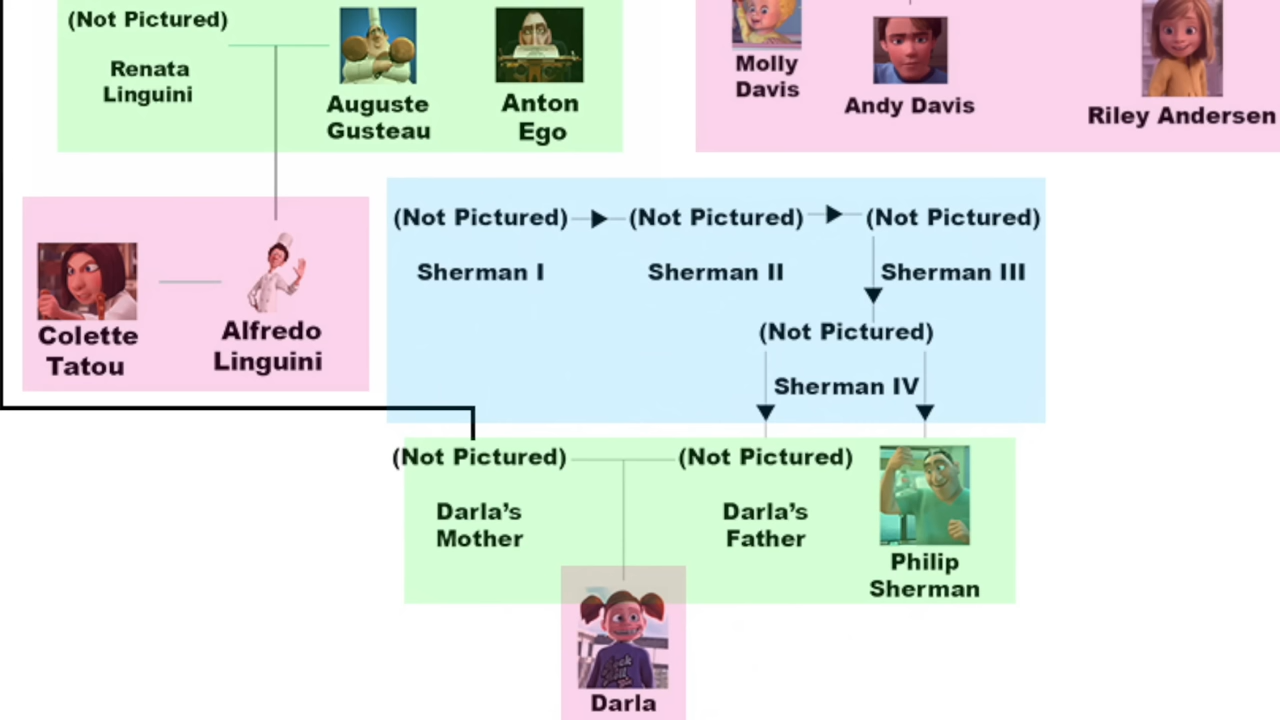 (Not Pictured)
Renata
Linguini
Auguste
Gusteau
Anton
Ego
Molly
Davis
Andy Davis
Riley Andersen
Colette
Tatou
Alfredo
Linguini
(Not Pictured)
(Not Pictured)
(Not Pictured)
Sherman I
Sherman II
Sherman III
(Not Pictured)
Sherman IV
(Not Pictured)
(Not Pictured)
Darla's
Mother
Darla's
Father
Philip
Sherman
Darla